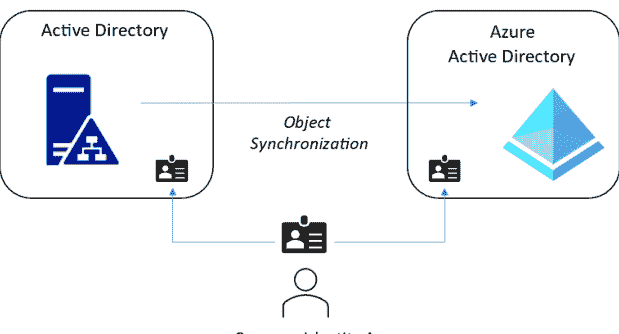 Active Directory
Azure
Active Directory
Object
Synchronization